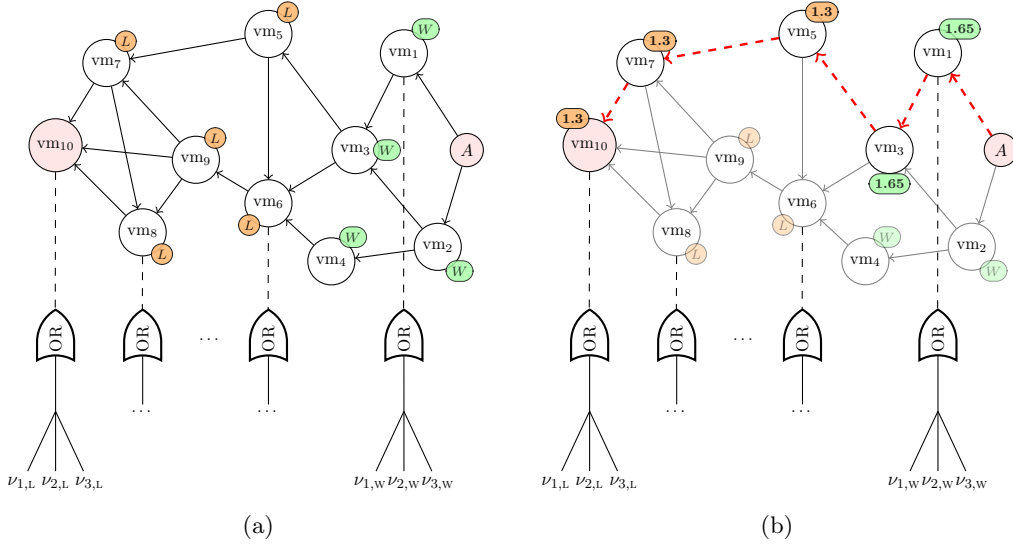 L
vm5
W
vm1
L
vm7
vm10
L
vm9
vm3
W
A
vm6
L
vm8
L
W
vm4
vm2
W
OR
OR
...
OR
OR
...
...
ν1,L ν2,L ν3,L
ν1,W ν2,W ν3,W
(a)
1.3
vm5
1.65
vm1
1.3
vm7
1.3
vm10
L
vm9
vm3
1.65
A
vm6
L
vm8
L
W
vm4
vm2
W
OR
OR
...
OR
OR
...
...
ν1,L ν2,L ν3,L
ν1,W ν2,W ν3,W
(b)